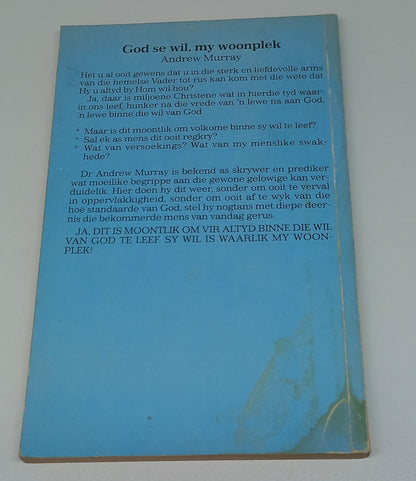 God se wil, my woonplek
Andrew Murray
Het u al ooit gewens dat u in die sterk en liefdevolle arms
van die hemelse Vader tot rus kan kom met die wete dat
Hy u altyd by Hom wil hou?
Ja, daar is miljoene Christene wat in hierdie tyd waar-
in ons leef, hunker na die vrede van 'n lewe na aan God,
'n lewe binne die wil van God.
* Maar is dit moontlik om volkome binne sy wil te leef?
* Sal ek as mens dit ooit regkry?
* Wat van versoekings? Wat van my menslike swak-
hede?
Dr Andrew Murray is bekend as skrywer en prediker
wat moeilike begrippe aan die gewone gelowige kan ver-
duidelik. Hier doen hy dit weer, sonder om ooit te verval
in oppervlakkigheid, sonder om ooit af te wyk van die
hoë standaarde van God, stel hy nogtans met diepe deer-
nis die bekommerde mens van vandag gerus.
JA, DIT IS MOONTLIK OM VIR ALTYD BINNE DIE WIL
VAN GOD TE LEEF. SY WIL IS WAARLIK MY WOON-
PLEK!